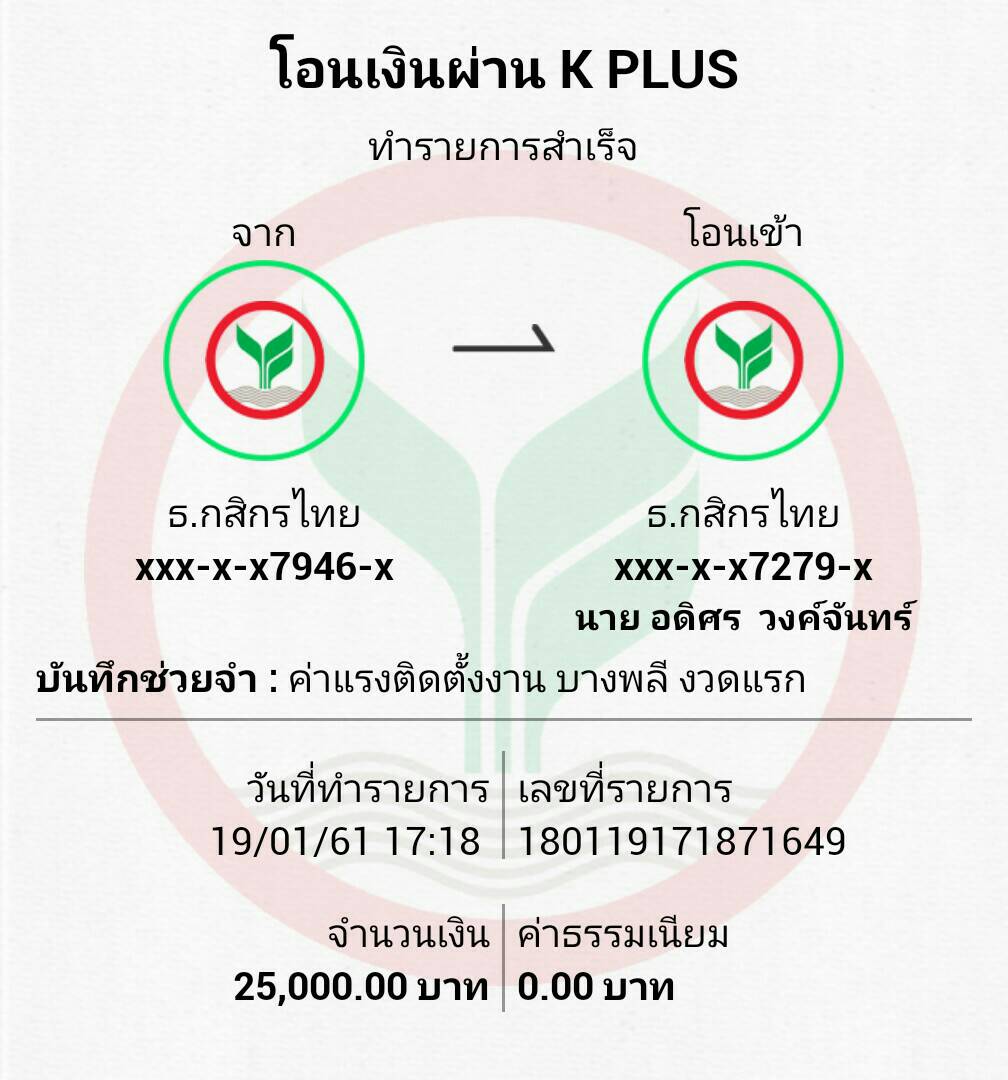 โอนเงินผ่าน K PLUS
ทำรายการสำเร็จ
จาก
โอนเข้า
ธ.กสิกรไทย
xxx-x-x7946-x
ธ.กสิกรไทย
xxx-x-x7279-x
นาย อดิศร วงค์จันทร์
บันทึกช่วยจำ : ค่าแรงติดตั้งงาน บางพลี งวดแรก
วันที่ทำรายการ
19/01/61 17:18
เลขที่รายการ
180119171871649
จำนวนเงิน
25,000.00 บาท
ค่าธรรมเนียม
0.00 บาท